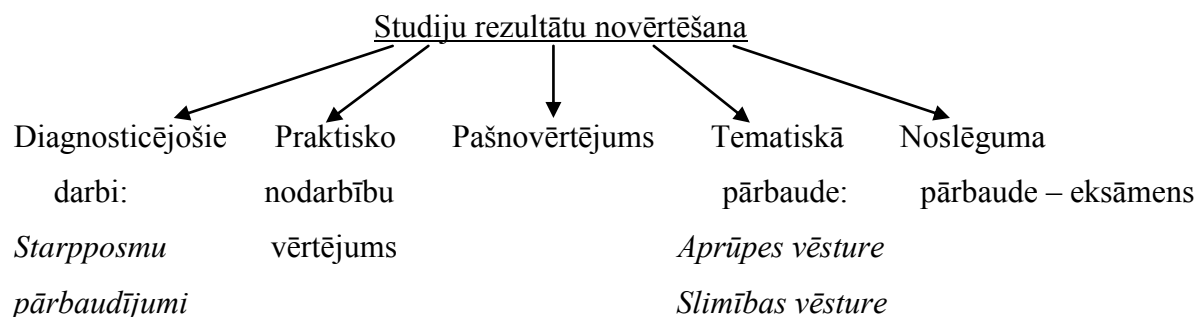 Studiju rezultātu novērtēšana
Diagnosticējošie Praktisko Pašnovērtējums Tematiskā Noslēguma
darbi: nodarbību pārbaude: pārbaude – eksāmens
Starpposmu vērtējums Aprūpes vēsture
pārbaudījumi Slimības vēsture